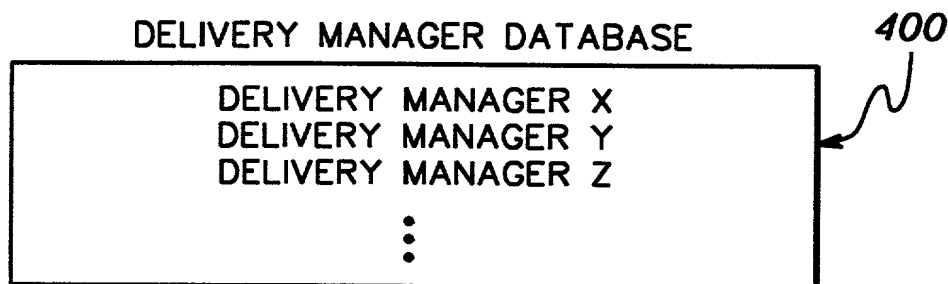 DELIVERY MANAGER DATABASE
400
DELIVERY MANAGER X
DELIVERY MANAGER Y
DELIVERY MANAGER Z